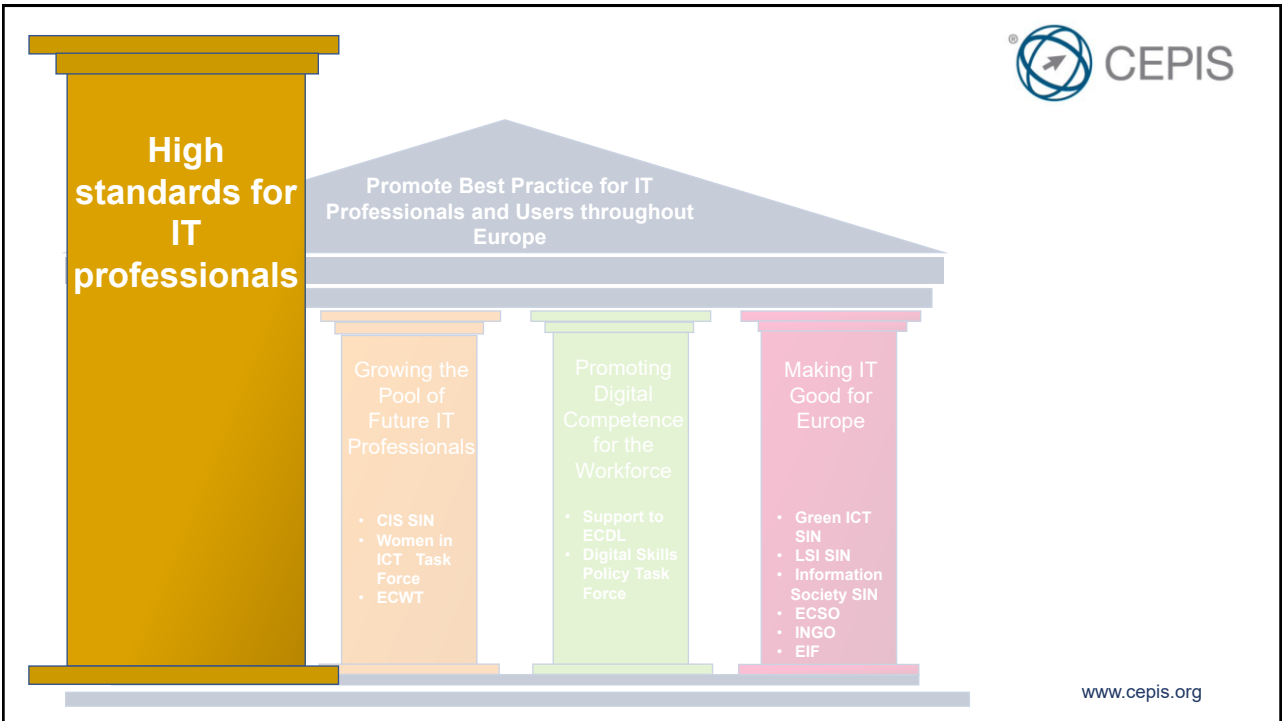 ®
CEPIS
High
standards for
IT
professionals
Promote Best Practice for IT
Professionals and Users throughout
Europe
Growing the
Pool of
Future IT
Professionals
• CIS SIN
• Women in
ICT Task
Force
• ECWT
Promoting
Digital
Competence
for the
Workforce
• Support to
ECDL
• Digital Skills
Policy Task
Force
Making IT
Good for
Europe
• Green ICT
SIN
• LSI SIN
• Information
Society SIN
• ECSO
• INGO
• EIF
www.cepis.org